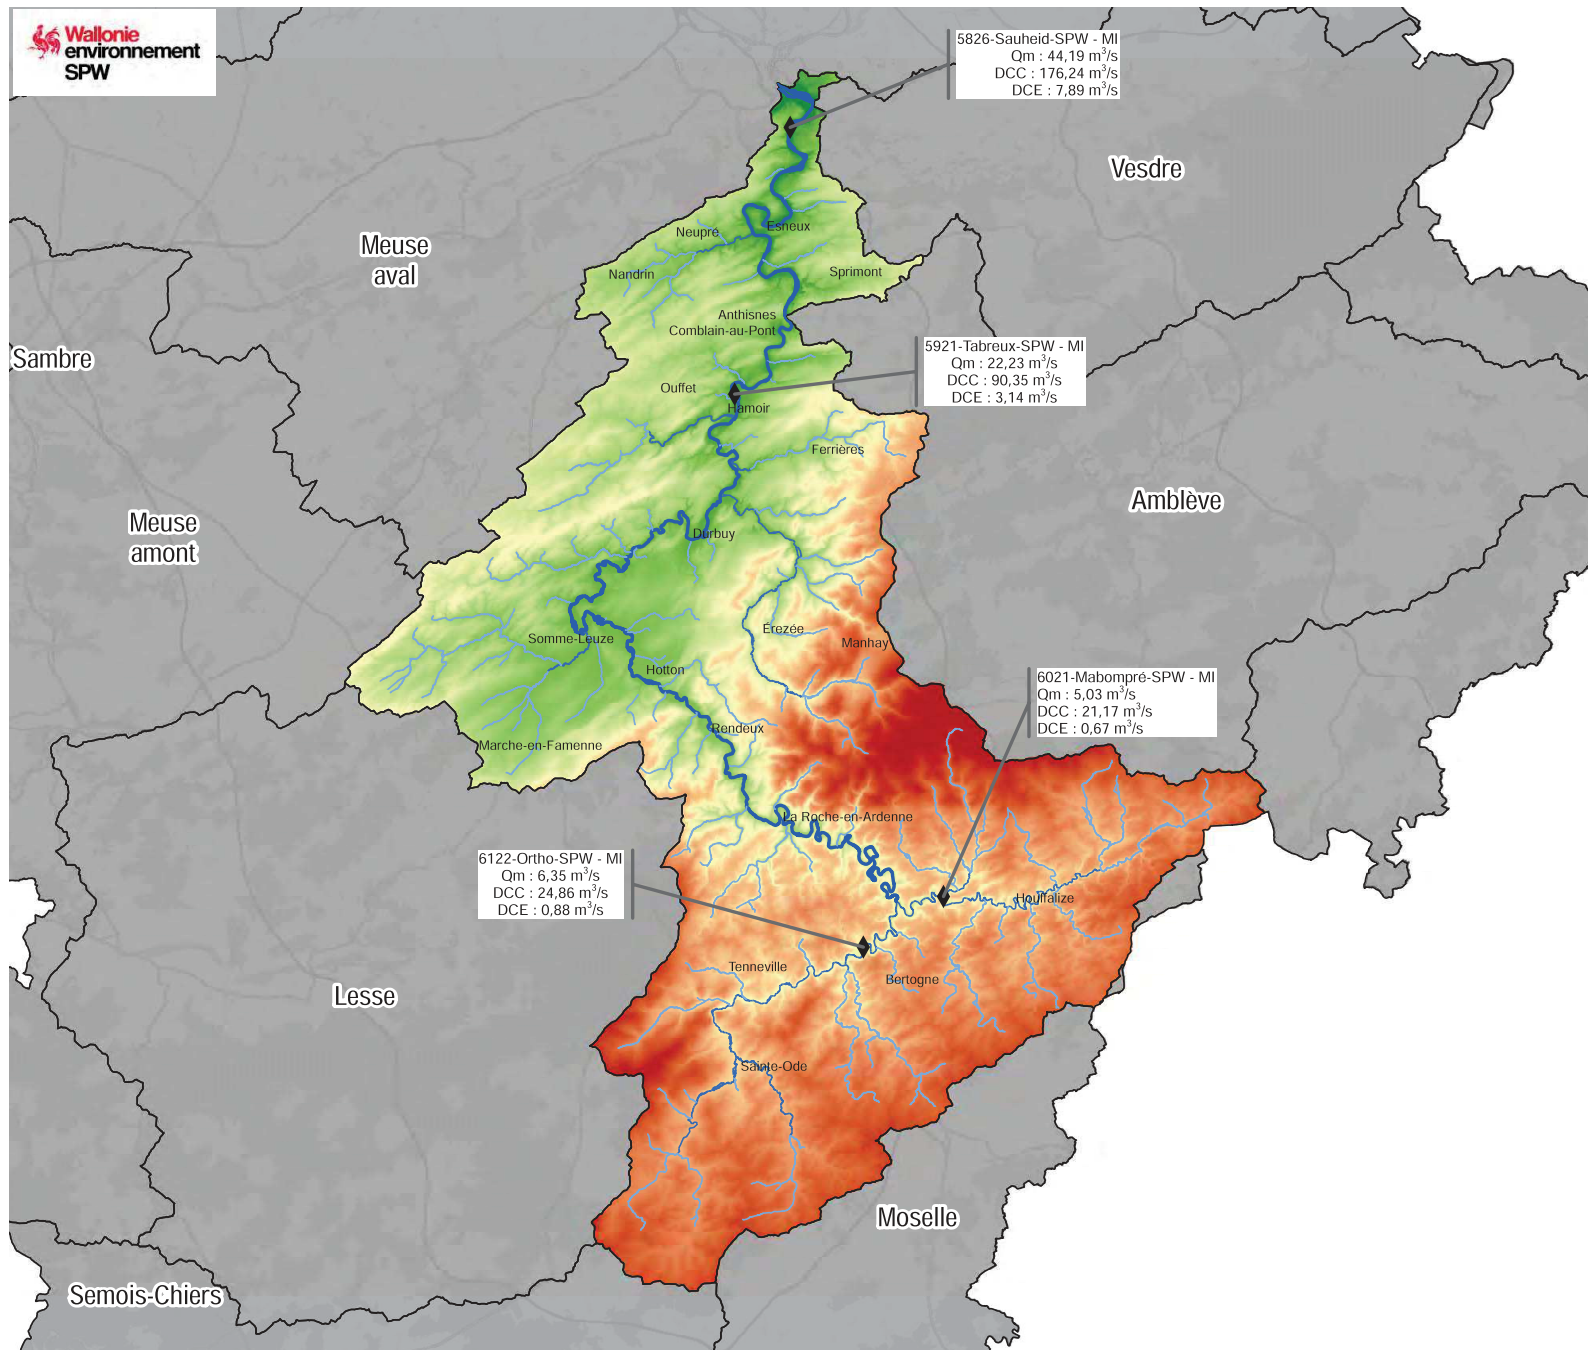 Wallonie
environnement
SPW
5826-Sauheid-SPW - MI
Qm : 44,19 m³/s
DCC : 176,24 m³/s
DCE : 7,89 m³/s
Vesdre
Meuse
aval
Neupré
Esneux
Nandrin
Sprimont
Anthisnes
Comblain-au-Pont
Sambre
5921-Tabreux-SPW - MI
Qm : 22,23 m³/s
DCC : 90,35 m³/s
DCE : 3,14 m³/s
Ouffet
Hamoir
Ferrières
Amblève
Meuse
amont
Durbuy
Somme-Leuze
Érezée
Manhay
Hotton
6021-Mabompré-SPW - MI
Qm : 5,03 m³/s
DCC : 21,17 m³/s
DCE : 0,67 m³/s
Rendeux
Marche-en-Famenne
La Roche-en-Ardenne
6122-Ortho-SPW - MI
Qm : 6,35 m³/s
DCC : 24,86 m³/s
DCE : 0,88 m³/s
Houffalize
Tenneville
Bertogne
Lesse
Sainte-Ode
Moselle
Semois-Chiers